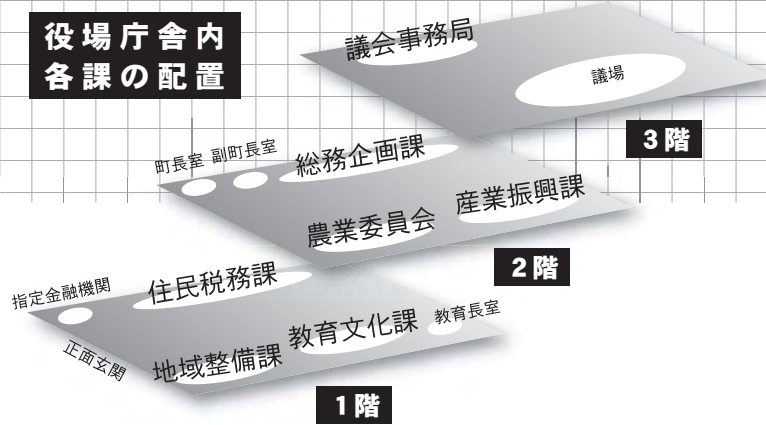 役場庁舎内
各課の配置
議会事務局
議場
3階
町長室
副町長室
総務企画課
農業委員会
産業振興課
2階
指定金融機関
住民税務課
正面玄関
地域整備課
教育文化課
教育長室
1階